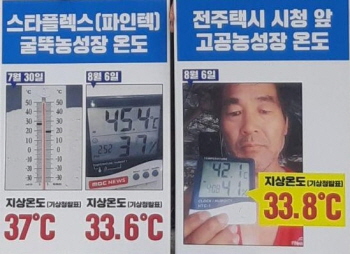 스타플렉스(파인텍)
굴뚝농성장 온도
7월 30일
8월 6일
45.4℃
MBC NEWS
지상온도(기상청발표)
37℃
지상온도(기상청발표)
33.6℃
전주택시 시청 앞
고공농성장 온도
8월 6일
42.1
지상온도(기상청발표)
33.8℃